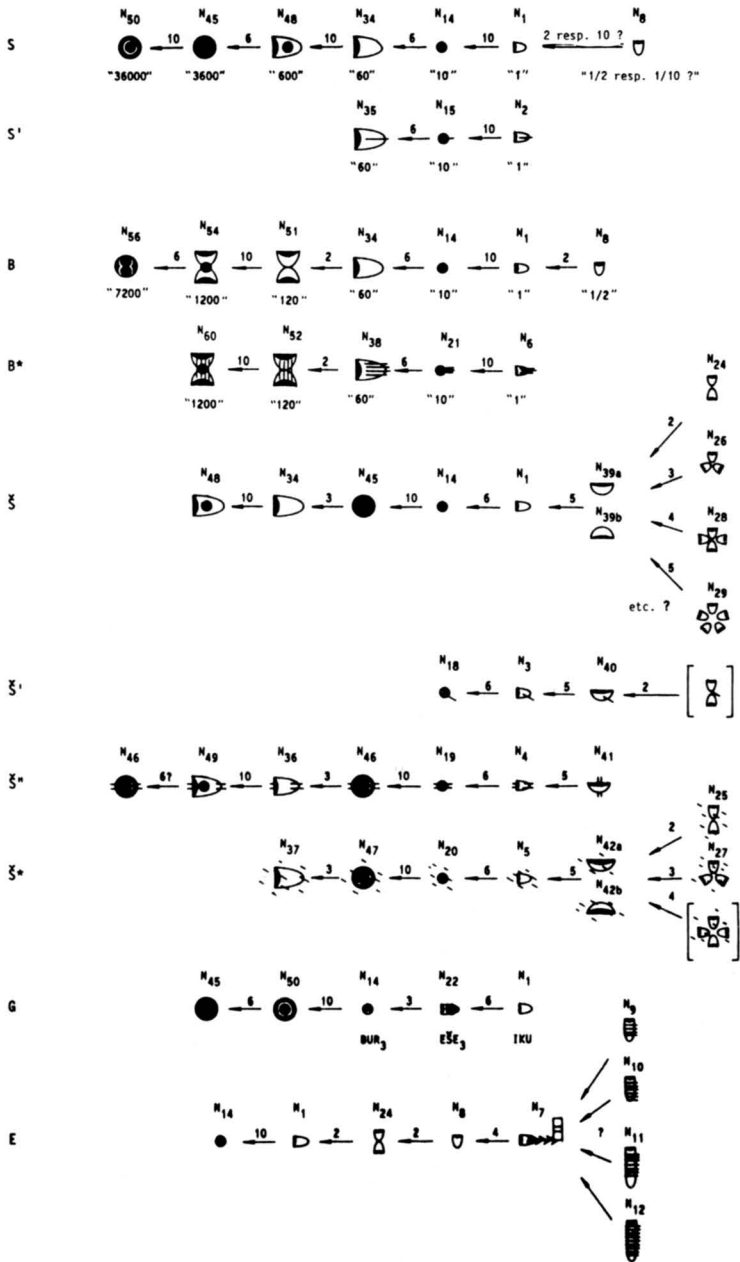 N50 N45 N48 N34 N14 N1 N8
S 10 6 10 6 10 2 resp. 10 ?
"36000" "3600" "600" "60" "10" "1" "1/2 resp. 1/10 ?"
N35 N15 N2
S' 6 10
"60" "10" "1"
N56 N54 N51 N34 N14 N1 N8
B 6 10 2 6 10 2
"7200" "1200" "120" "60" "10" "1" "1/2"
N60 N52 N38 N21 N6
B* 10 2 6 10
"1200" "120" "60" "10" "1"
N24
2
N26
N48 N34 N45 N14 N1 N39a 3
Š 10 3 10 6 5
N39b 4 N28
5
N29
etc. ?
N18 N3 N40
Š' 6 5 2
N46 N49 N36 N46 N19 N4 N41
Š" 6? 10 3 10 6 5
N25
2
N37 N47 N20 N5 N42a N27
Š* 3 10 6 5 3
N42b 4
N45 N50 N14 N22 N1
G 6 10 3 6
BUR3 EŠE3 IKU
N9
N10
N14 N1 N24 N8 N7
E 10 2 2 4 ?
N11
N12